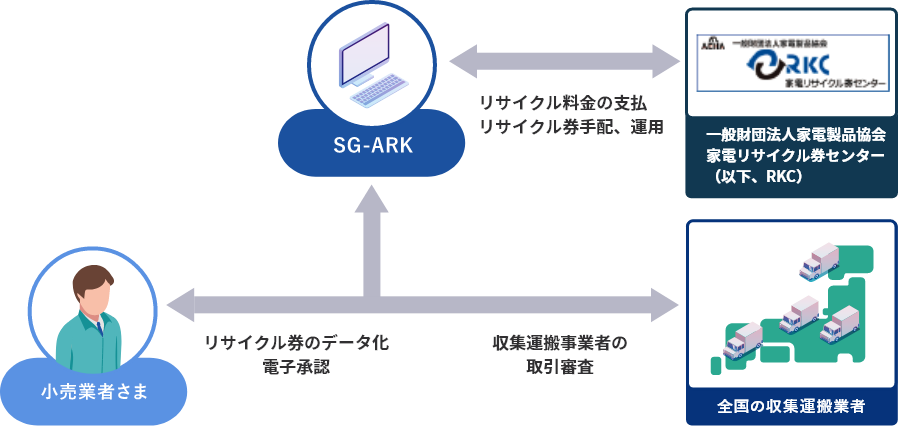 SG-ARK
リサイクル料金の支払
リサイクル券手配、運用
AEHA
一般財団法人家電製品協会
RKC
家電リサイクル券センター
一般財団法人家電製品協会
家電リサイクル券センター
（以下、RKC）
小売業者さま
リサイクル券のデータ化
電子承認
収集運搬事業者の
取引審査
全国の収集運搬業者